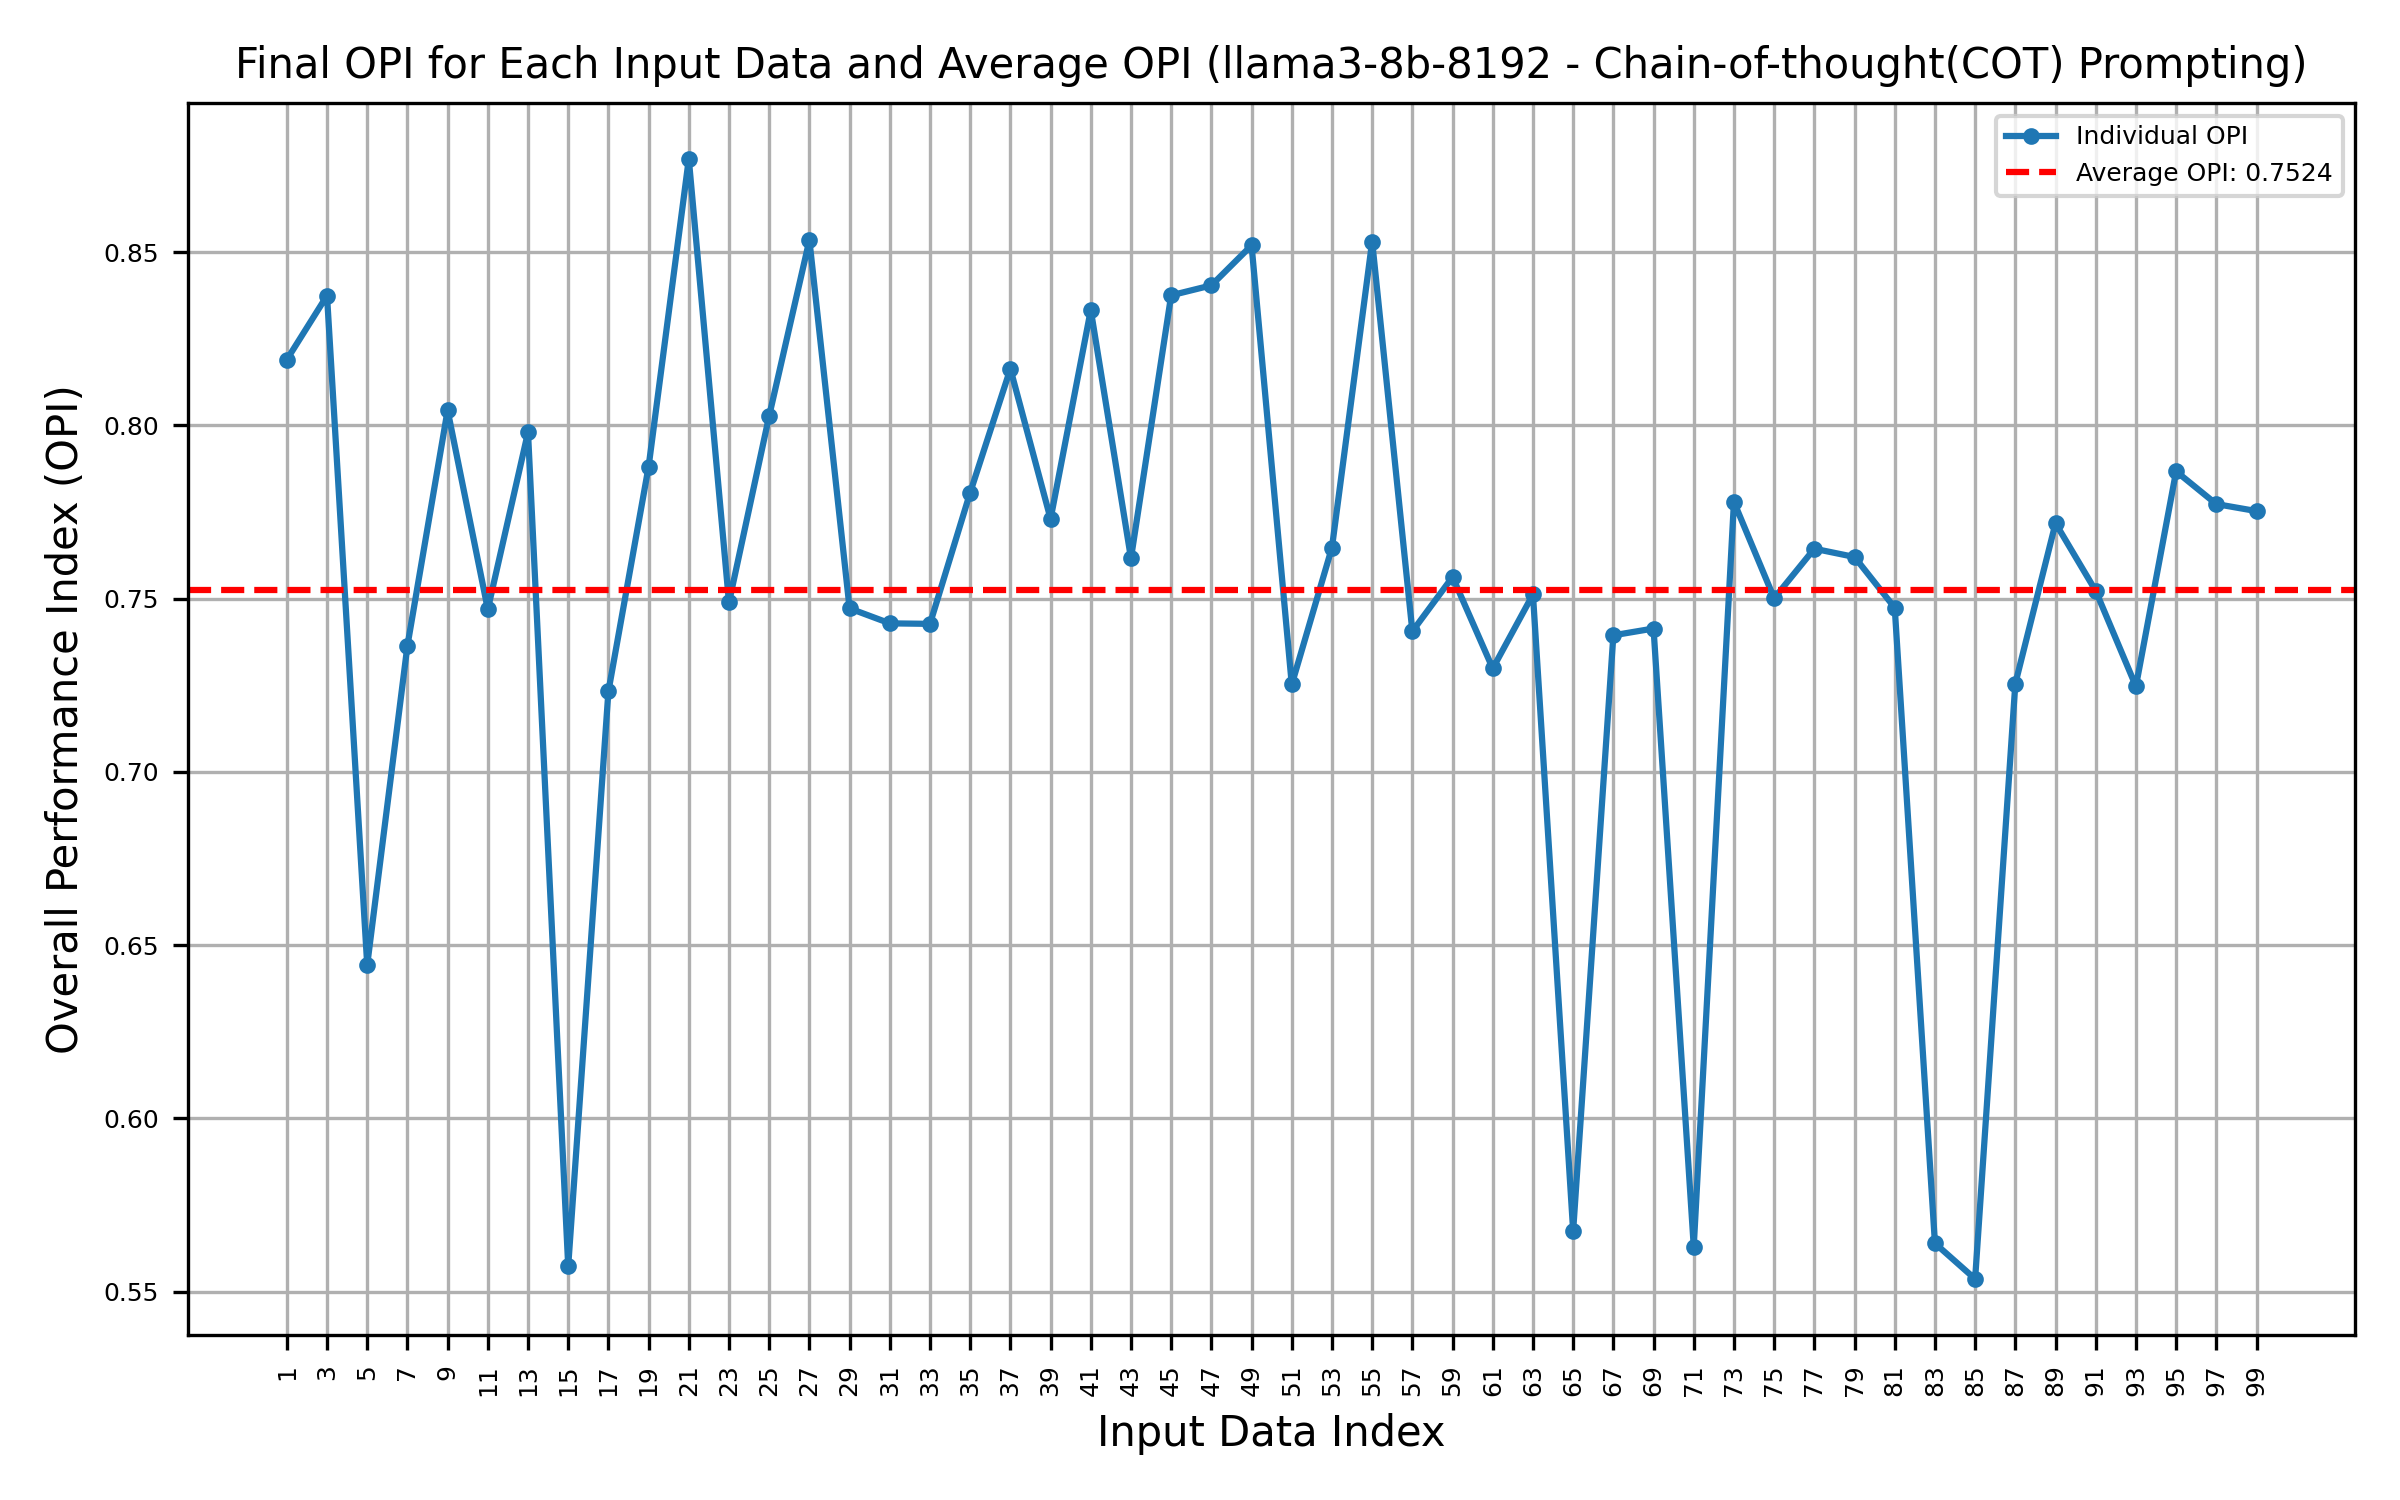 Final OPI for Each Input Data and Average OPI (llama3-8b-8192 - Chain-of-thought(COT) Prompting)
Individual OPI
Average OPI: 0.7524
Overall Performance Index (OPI)
0.85
0.80
0.75
0.70
0.65
0.60
0.55
1 3 5 7 9 11 13 15 17 19 21 23 25 27 29 31 33 35 37 39 41 43 45 47 49 51 53 55 57 59 61 63 65 67 69 71 73 75 77 79 81 83 85 87 89 91 93 95 97 99
Input Data Index